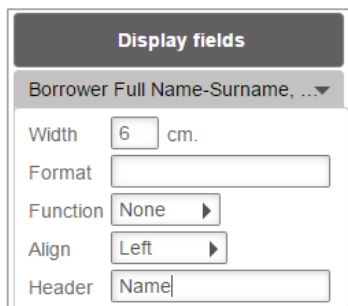 Display fields
Borrower Full Name-Surname, ...
Width 6 cm.
Format
Function None
Align Left
Header Name